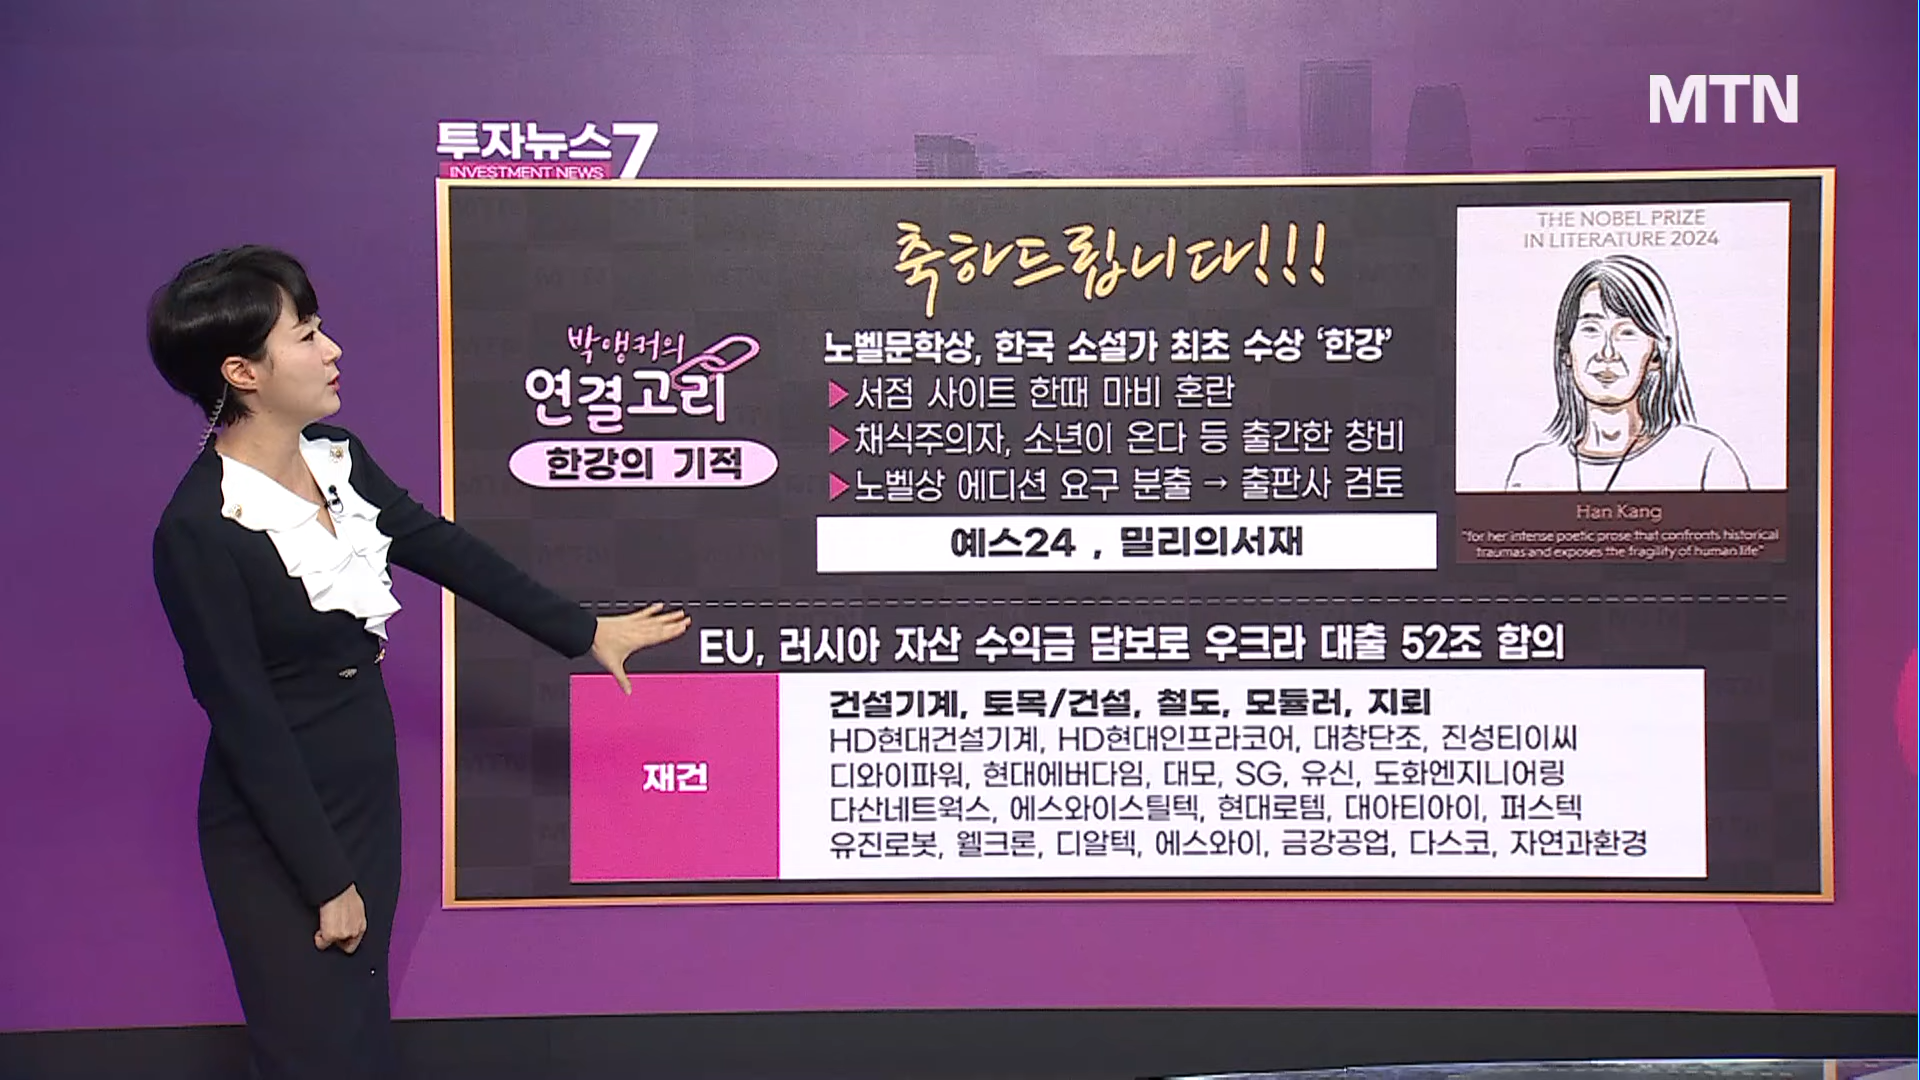 MTN
투자뉴스7
INVESTMENT NEWS
축하드립니다!!!
박앵커의
연결고리
한강의 기적
노벨문학상, 한국 소설가 최초 수상 ‘한강’
▶서점 사이트 한때 마비 혼란
▶채식주의자, 소년이 온다 등 출간한 창비
▶노벨상 에디션 요구 분출 → 출판사 검토
예스24 , 밀리의서재
THE NOBEL PRIZE
IN LITERATURE 2024
Han Kang
"for her intense poetic prose that confronts historical
traumas and exposes the fragility of human life"
EU, 러시아 자산 수익금 담보로 우크라 대출 52조 합의
재건
건설기계, 토목/건설, 철도, 모듈러, 지뢰
HD현대건설기계, HD현대인프라코어, 대창단조, 진성티이씨
디와이파워, 현대에버다임, 대모, SG, 유신, 도화엔지니어링
다산네트웍스, 에스와이스틸텍, 현대로템, 대아티아이, 퍼스텍
유진로봇, 웰크론, 디알텍, 에스와이, 금강공업, 다스코, 자연과환경